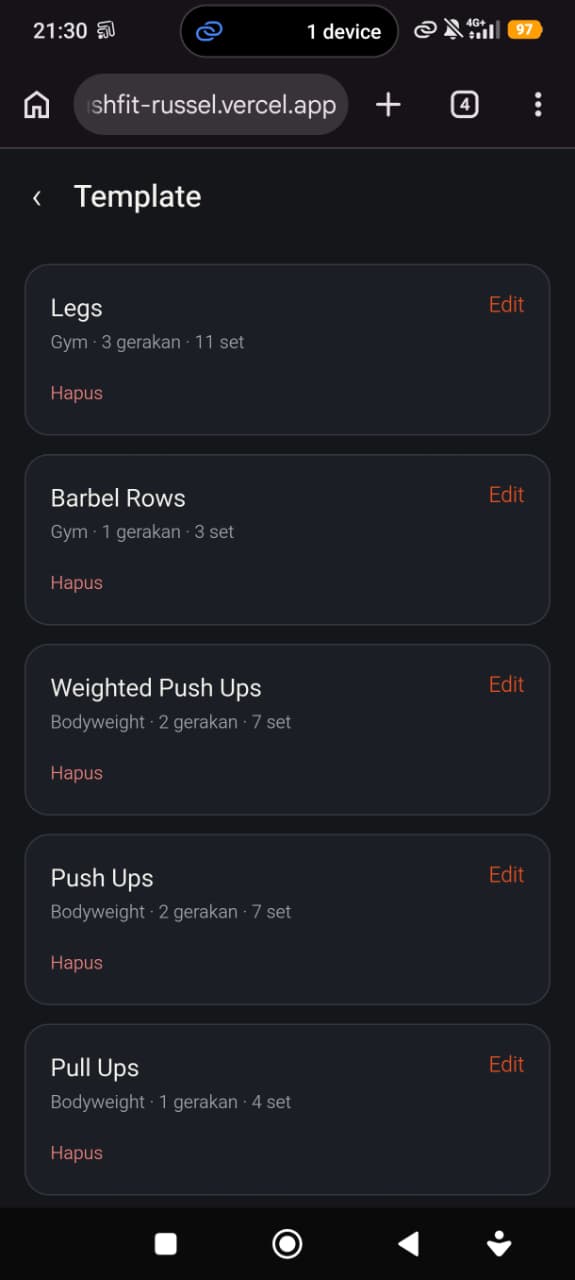 21:30
1 device
4G+
97
shfit-russel.vercel.app
4
Template
Legs
Edit
Gym · 3 gerakan · 11 set
Hapus
Barbel Rows
Edit
Gym · 1 gerakan · 3 set
Hapus
Weighted Push Ups
Edit
Bodyweight · 2 gerakan · 7 set
Hapus
Push Ups
Edit
Bodyweight · 2 gerakan · 7 set
Hapus
Pull Ups
Edit
Bodyweight · 1 gerakan · 4 set
Hapus